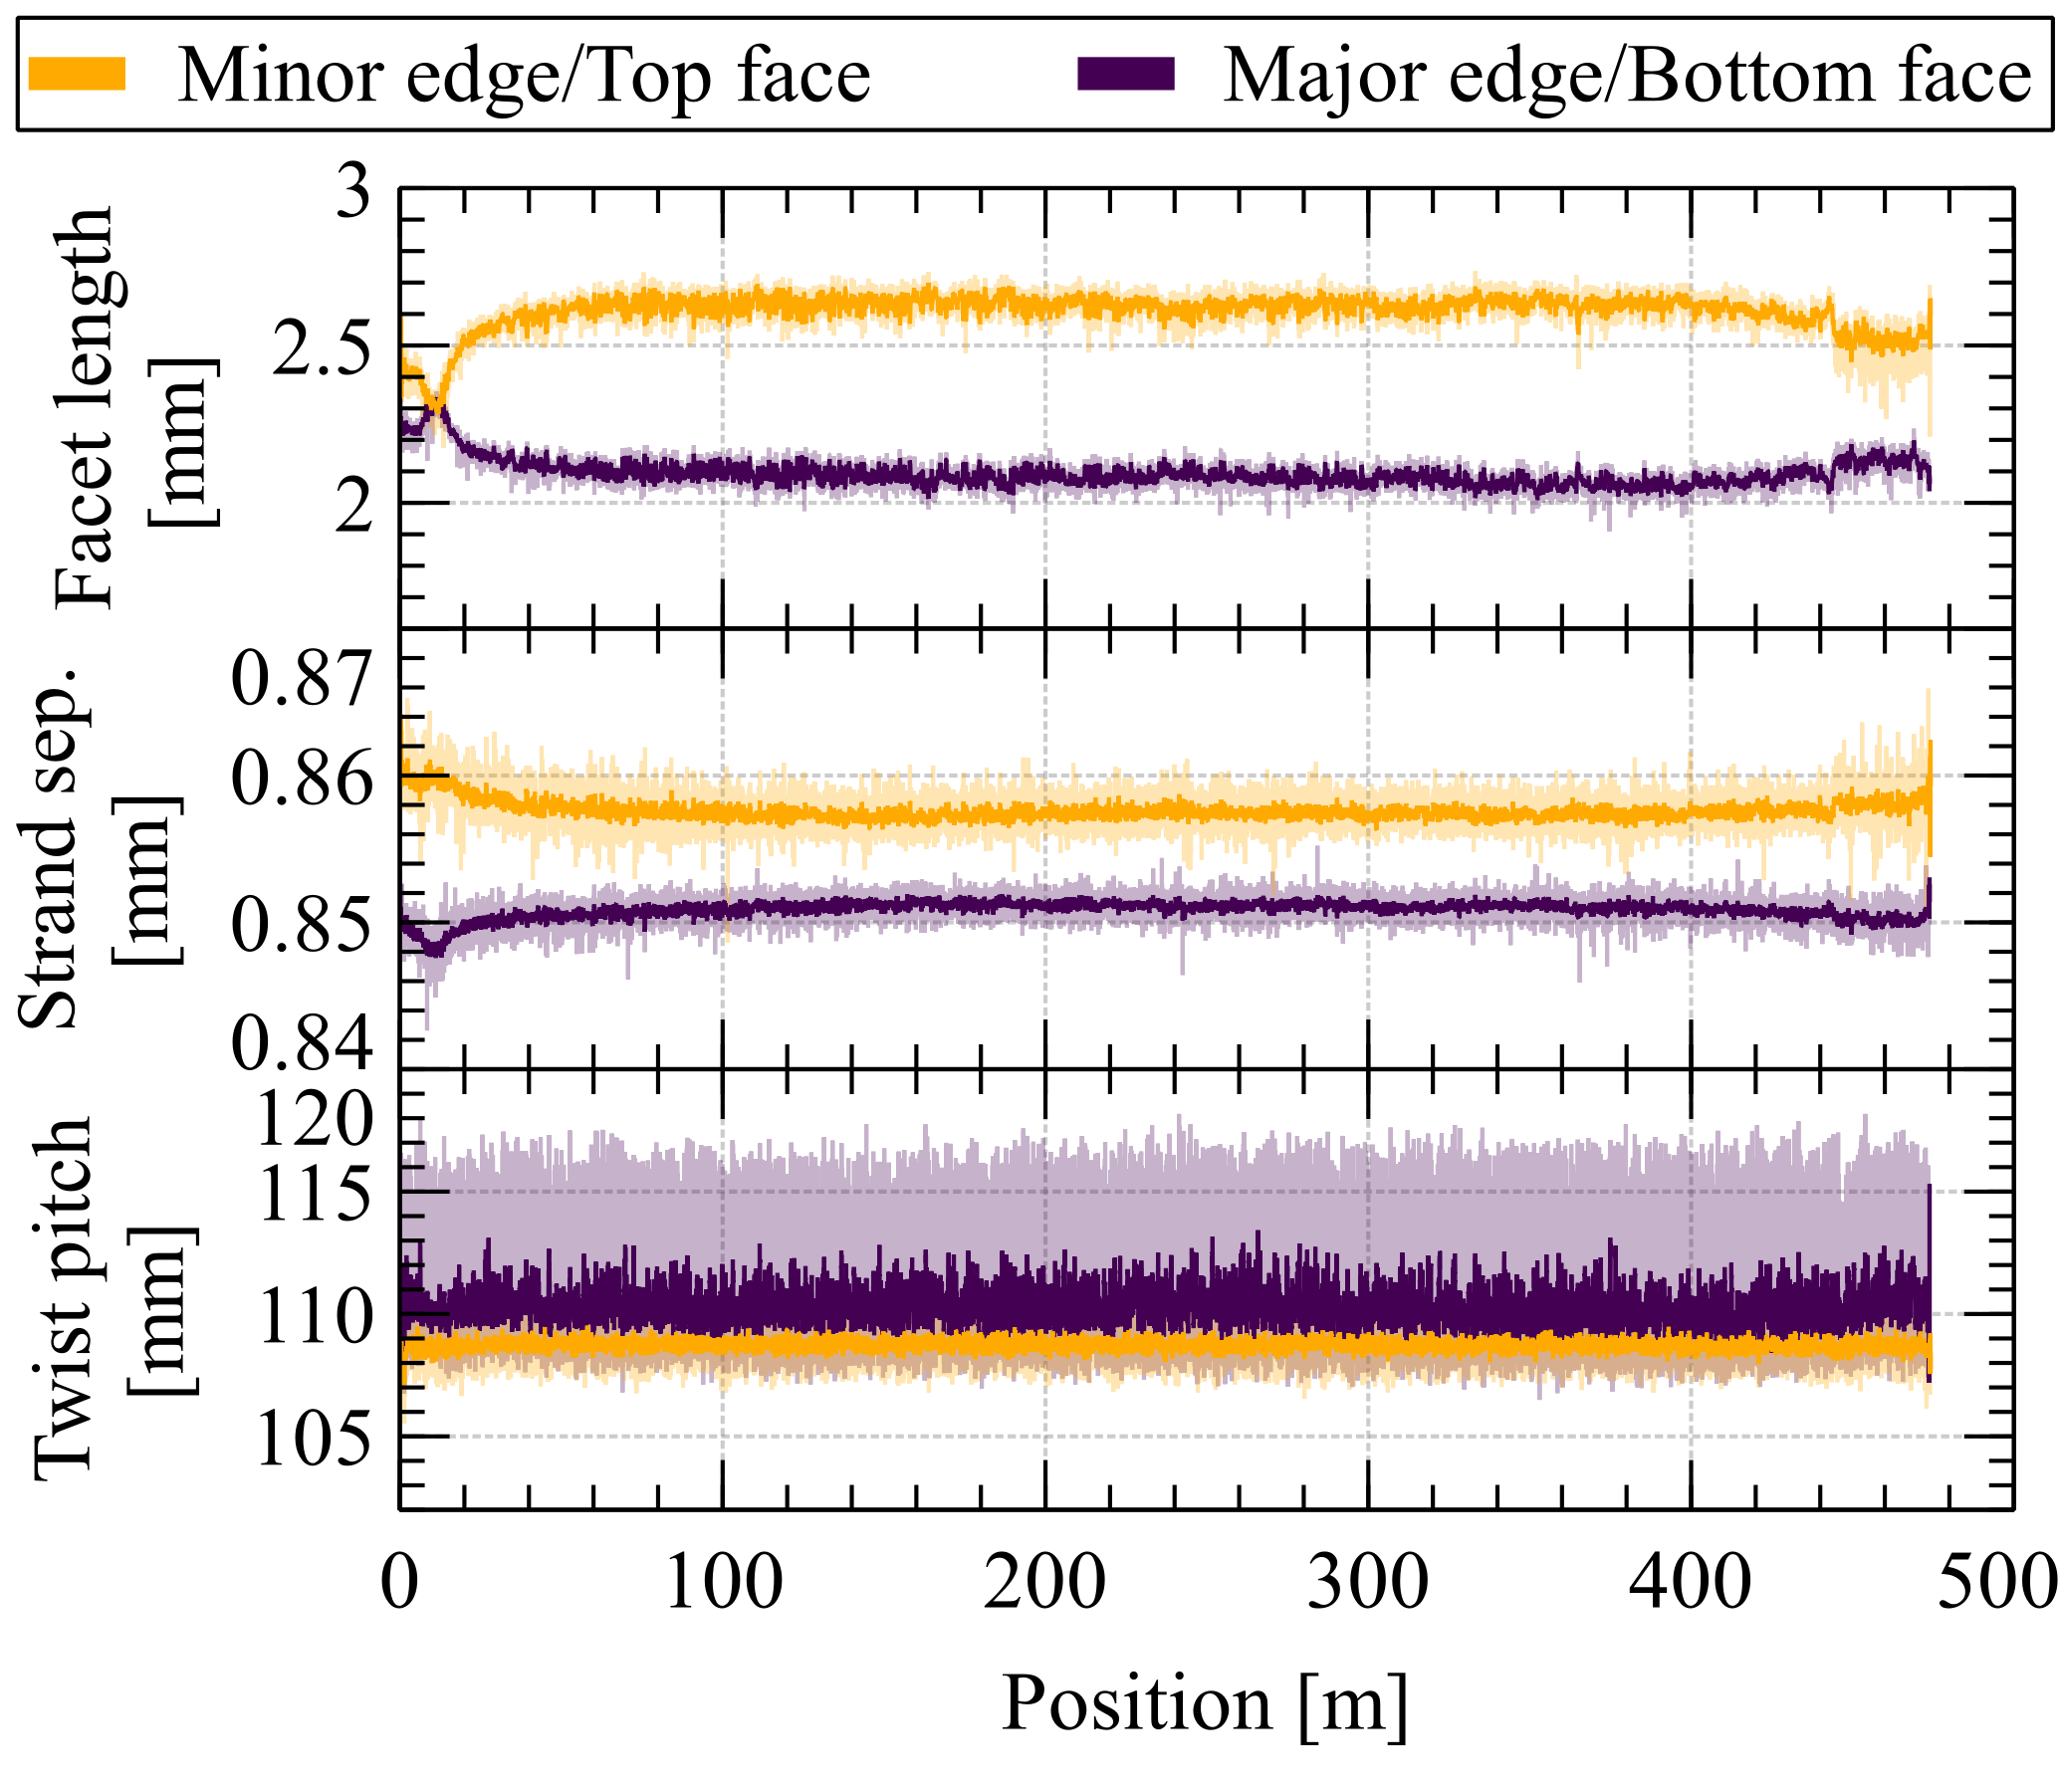 Minor edge/Top face
Major edge/Bottom face
Facet length
[mm]
3
2.5
2
Strand sep.
[mm]
0.87
0.86
0.85
0.84
Twist pitch
[mm]
120
115
110
105
0 100 200 300 400 500
Position [m]